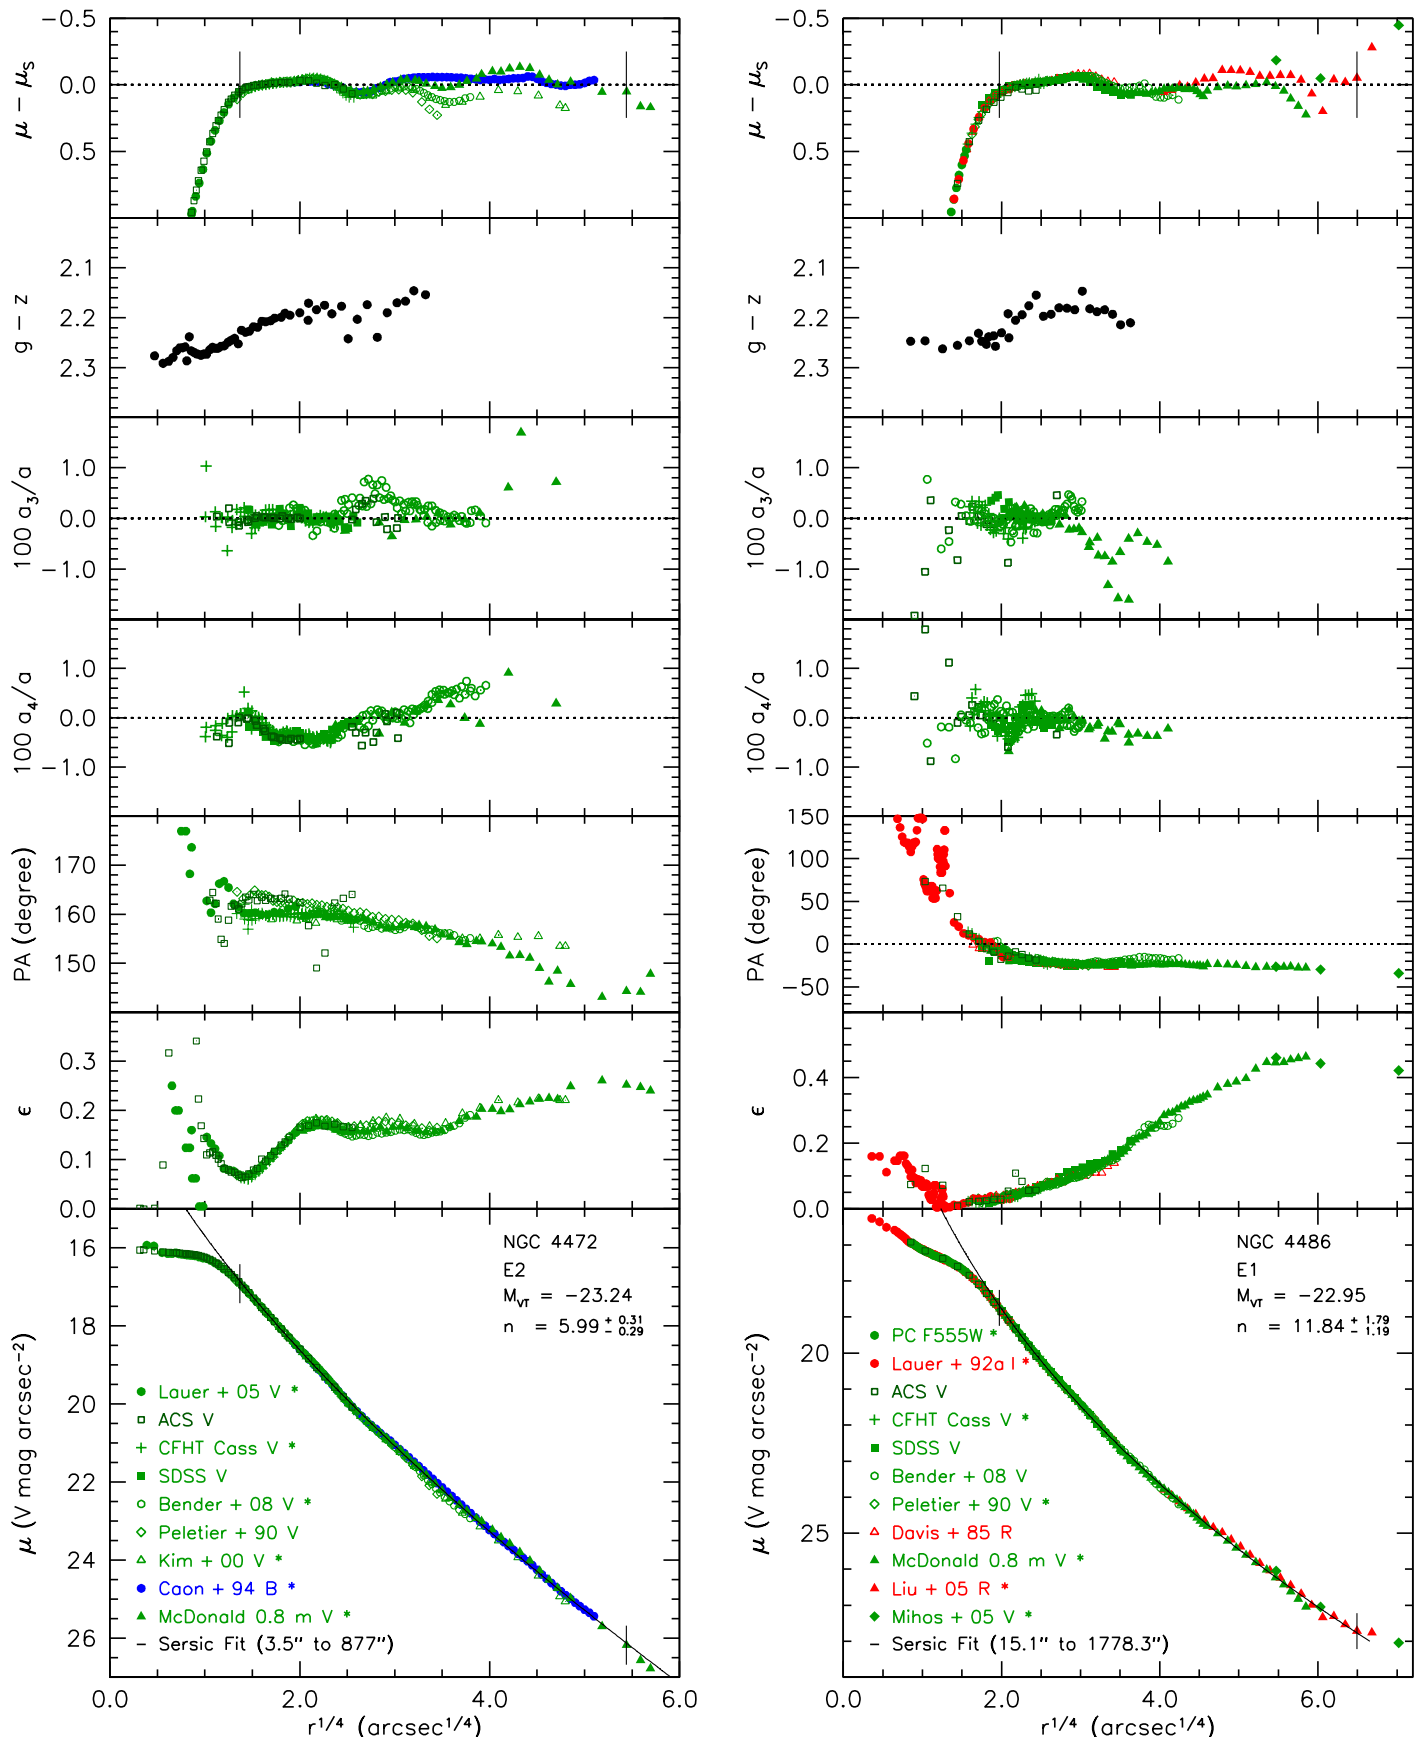 −0.5
0.0
0.5
μ − μS
2.1
2.2
2.3
g − z
1.0
0.0
−1.0
100 a3/a
1.0
0.0
−1.0
100 a4/a
170
160
150
PA (degree)
0.3
0.2
0.1
0.0
ϵ
16
18
20
22
24
26
μ (V mag arcsec−2)
NGC 4472
E2
MVT = −23.24
n = 5.99 + 0.31 − 0.29
Lauer + 05 V *
ACS V
CFHT Cass V *
SDSS V
Bender + 08 V *
Peletier + 90 V
Kim + 00 V *
Caon + 94 B *
McDonald 0.8 m V *
− Sersic Fit (3.5" to 877")
0.0 2.0 4.0 6.0
r1/4 (arcsec1/4)
−0.5
0.0
0.5
μ − μS
2.1
2.2
2.3
g − z
1.0
0.0
−1.0
100 a3/a
1.0
0.0
−1.0
100 a4/a
150
100
50
0
−50
PA (degree)
0.4
0.2
0.0
ϵ
20
25
μ (V mag arcsec−2)
NGC 4486
E1
MVT = −22.95
n = 11.84 + 1.79 − 1.19
PC F555W *
Lauer + 92a I *
ACS V
CFHT Cass V *
SDSS V
Bender + 08 V
Peletier + 90 V *
Davis + 85 R
McDonald 0.8 m V *
Liu + 05 R *
Mihos + 05 V *
− Sersic Fit (15.1" to 1778.3")
0.0 2.0 4.0 6.0
r1/4 (arcsec1/4)